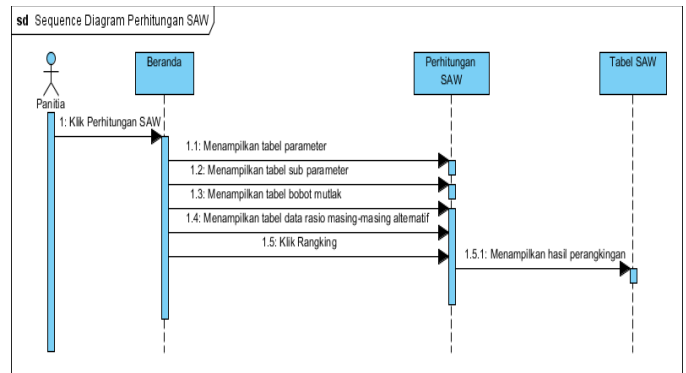 sd Sequence Diagram Perhitungan SAW
Panitia
Beranda
Perhitungan
SAW
Tabel SAW
1: Klik Perhitungan SAW
1.1: Menampilkan tabel parameter
1.2: Menampilkan tabel sub parameter
1.3: Menampilkan tabel bobot mutlak
1.4: Menampilkan tabel data rasio masing-masing alternatif
1.5: Klik Rangking
1.5.1: Menampilkan hasil perangkingan